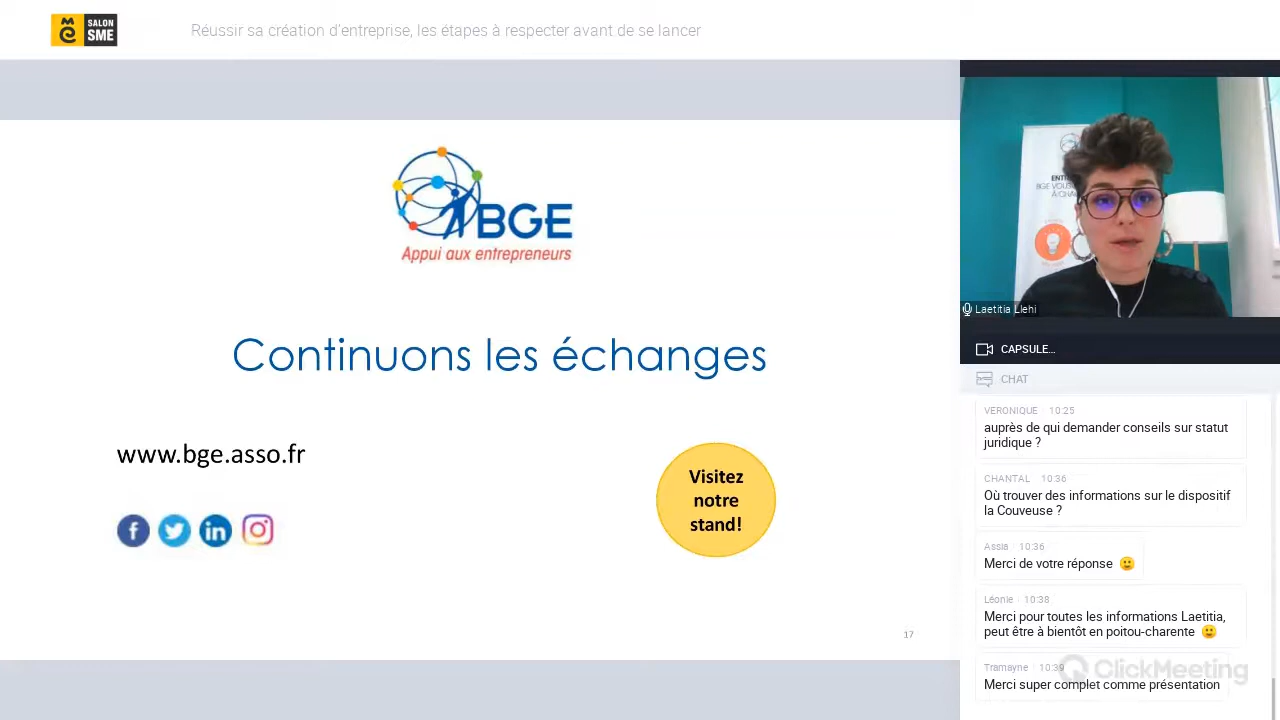 SALON
SME
Réussir sa création d'entreprise, les étapes à respecter avant de se lancer
BGE
Appui aux entrepreneurs
Continuons les échanges
www.bge.asso.fr
Visitez
notre
stand!
17
Laetitia Llehi
CAPSULE...
CHAT
VERONIQUE · 10:25
auprès de qui demander conseils sur statut
juridique ?
CHANTAL · 10:36
Où trouver des informations sur le dispositif
la Couveuse ?
Assia · 10:36
Merci de votre réponse 🙂
Léonie · 10:38
Merci pour toutes les informations Laetitia,
peut être à bientôt en poitou-charente 🙂
Tramayne · 10:39
Merci super complet comme présentation
ClickMeeting